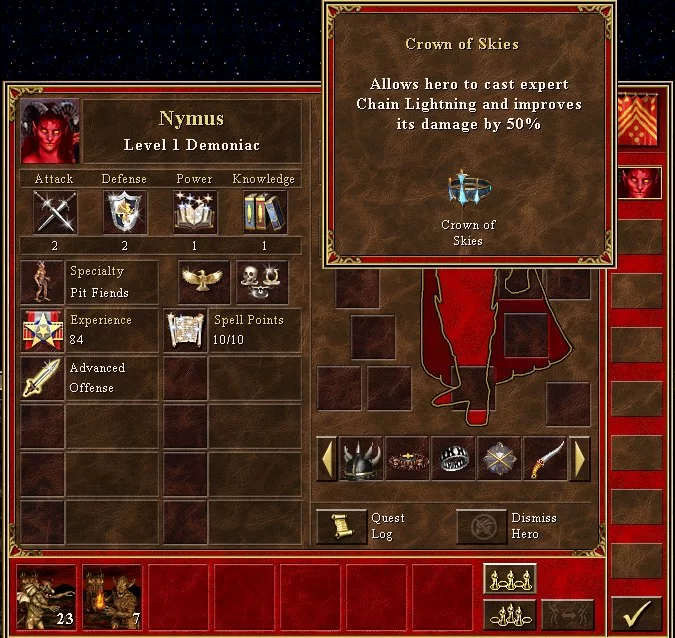 Crown of Skies
Allows hero to cast expert
Chain Lightning and improves
its damage by 50%
Crown of
Skies
Nymus
Level 1 Demoniac
Attack Defense Power Knowledge
2 2 1 1
Specialty
Pit Fiends
Experience
84
Spell Points
10/10
Advanced
Offense
Quest
Log
Dismiss
Hero
23 7